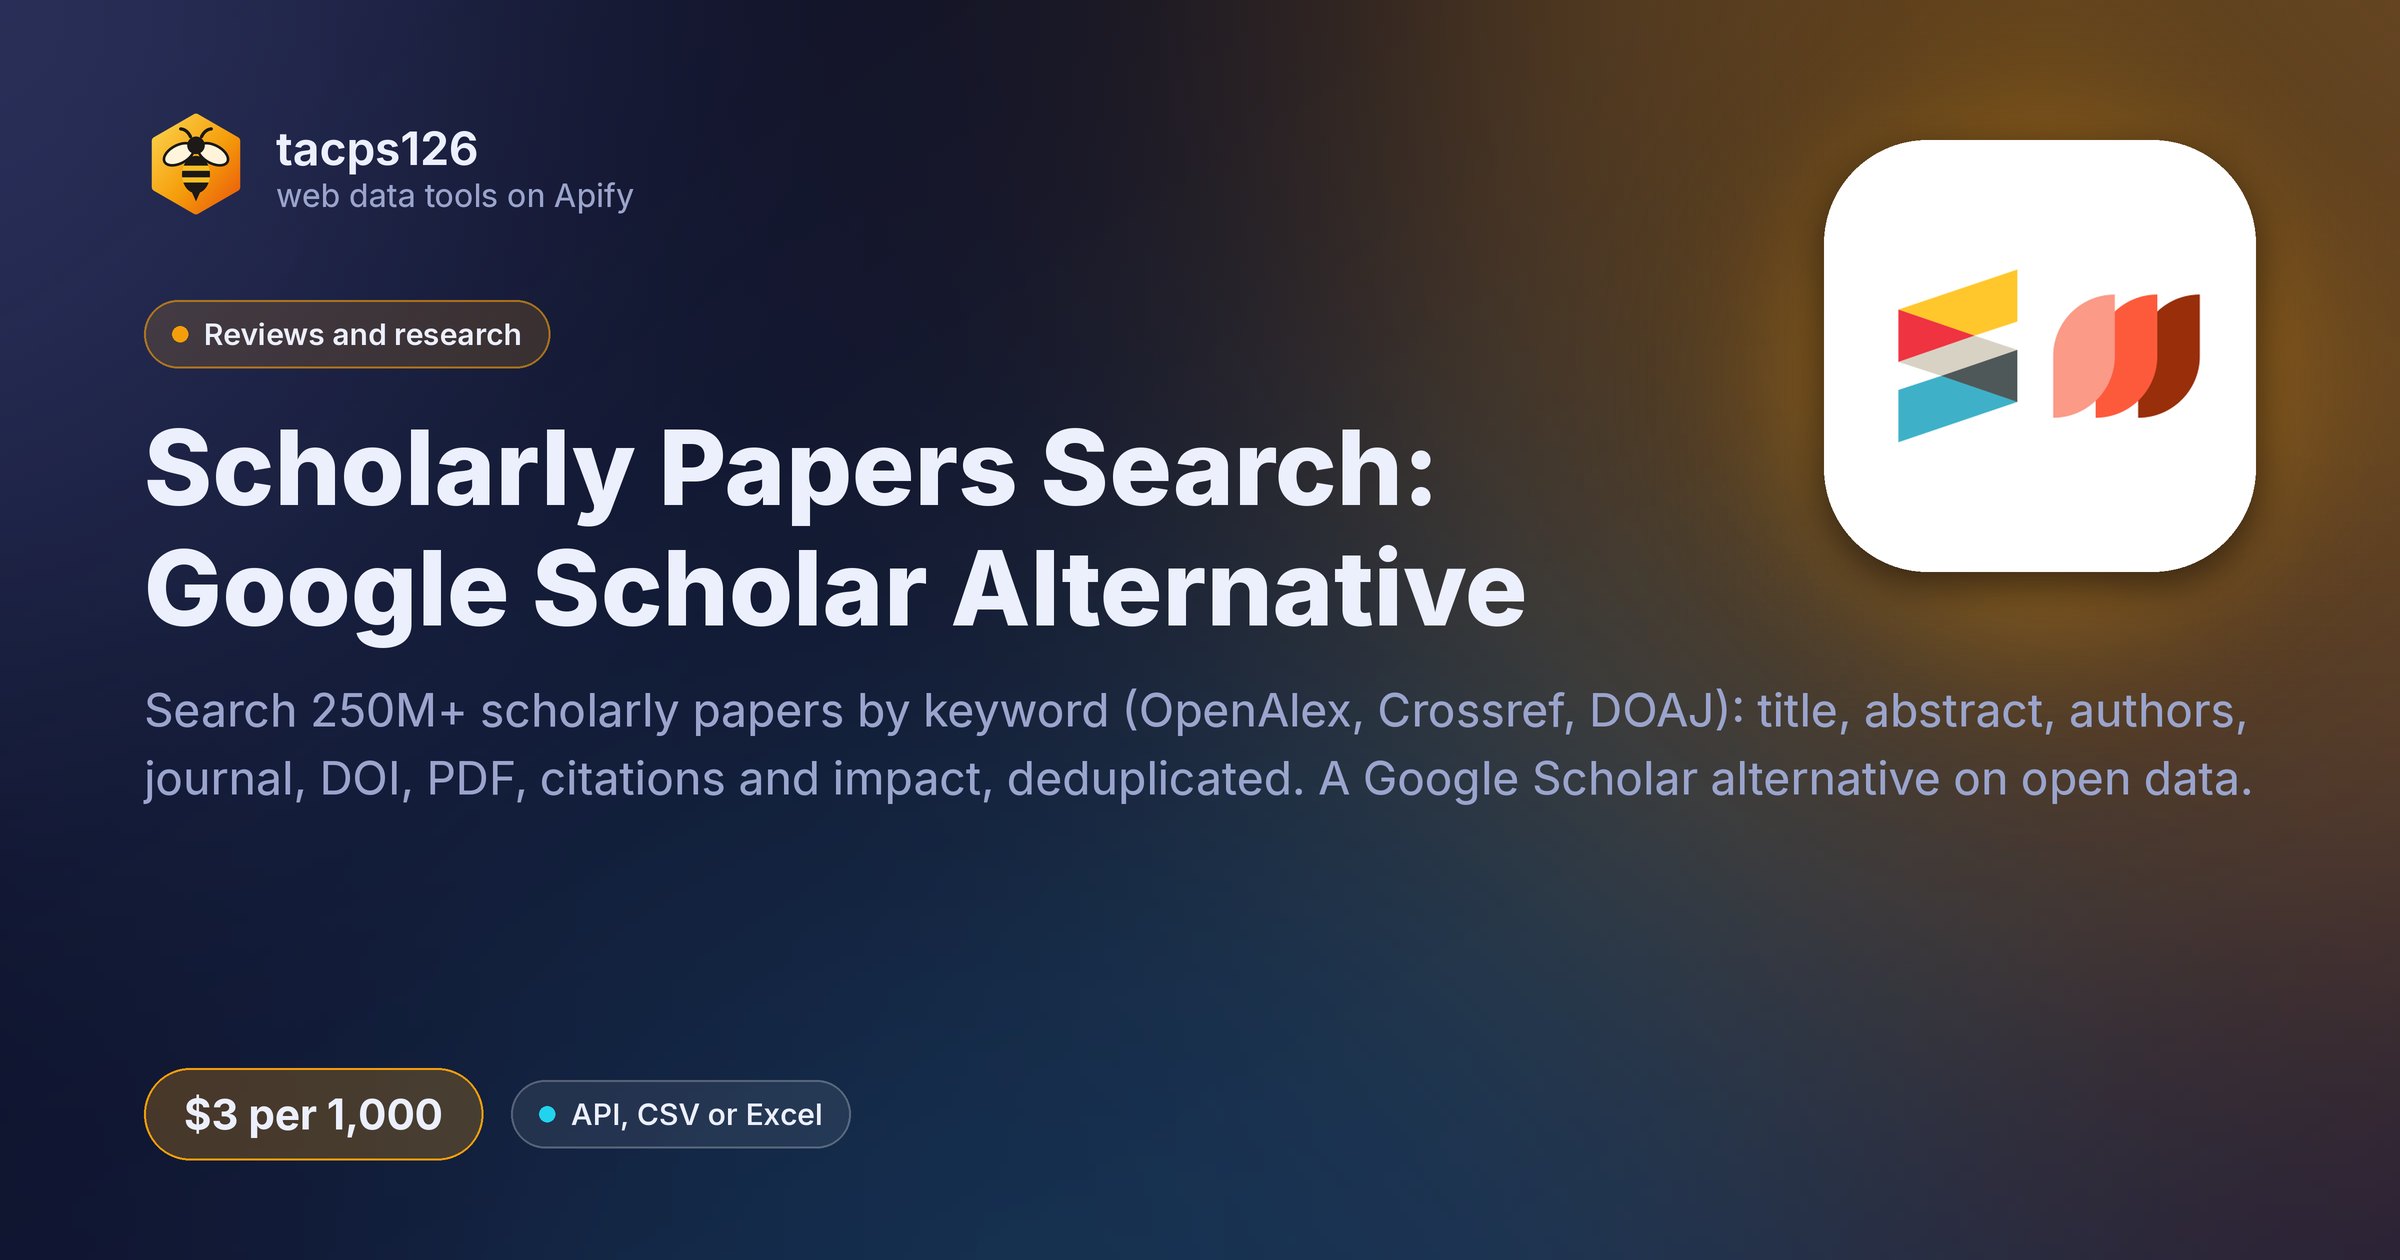 tacps126
web data tools on Apify
Reviews and research
Scholarly Papers Search:
Google Scholar Alternative
Search 250M+ scholarly papers by keyword (OpenAlex, Crossref, DOAJ): title, abstract, authors,
journal, DOI, PDF, citations and impact, deduplicated. A Google Scholar alternative on open data.
$3 per 1,000
API, CSV or Excel